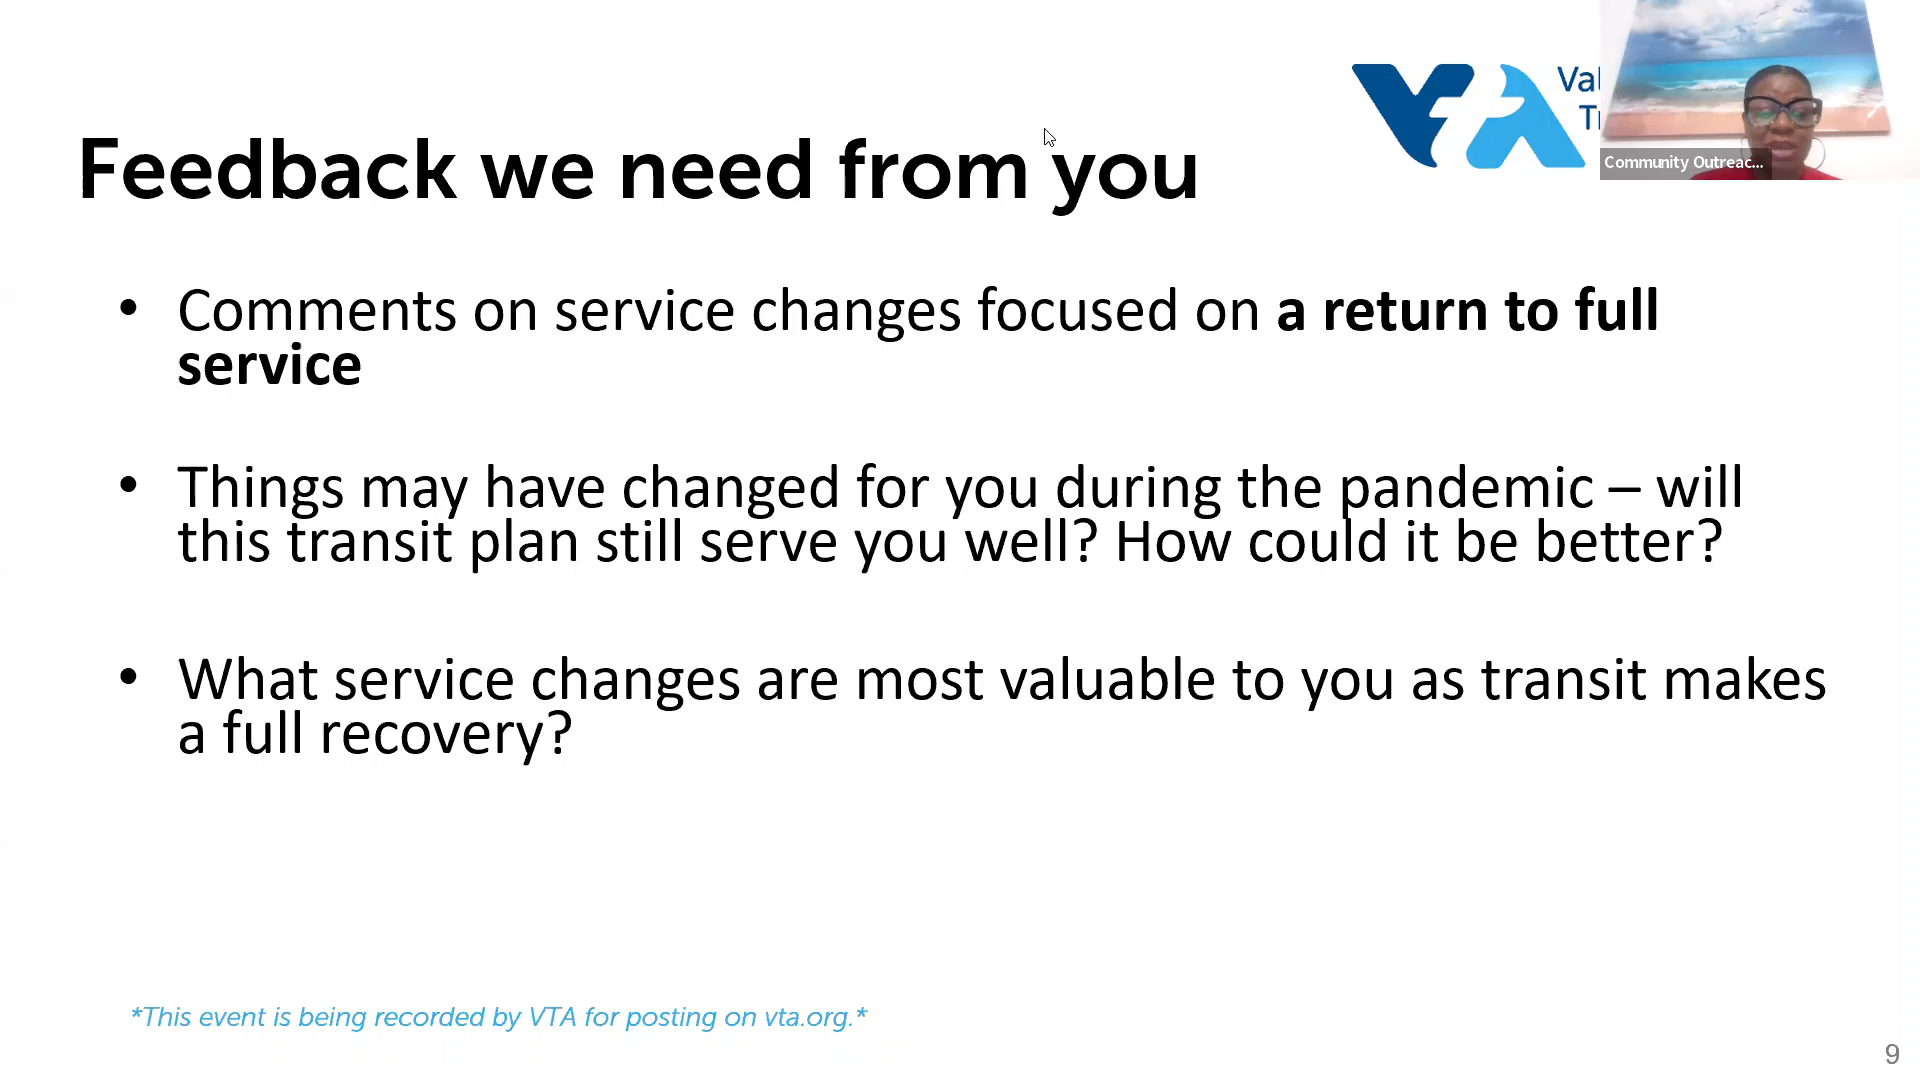 VTA
Feedback we need from you
Community Outreac...
• Comments on service changes focused on a return to full
service
• Things may have changed for you during the pandemic – will
this transit plan still serve you well? How could it be better?
• What service changes are most valuable to you as transit makes
a full recovery?
*This event is being recorded by VTA for posting on vta.org.*
9